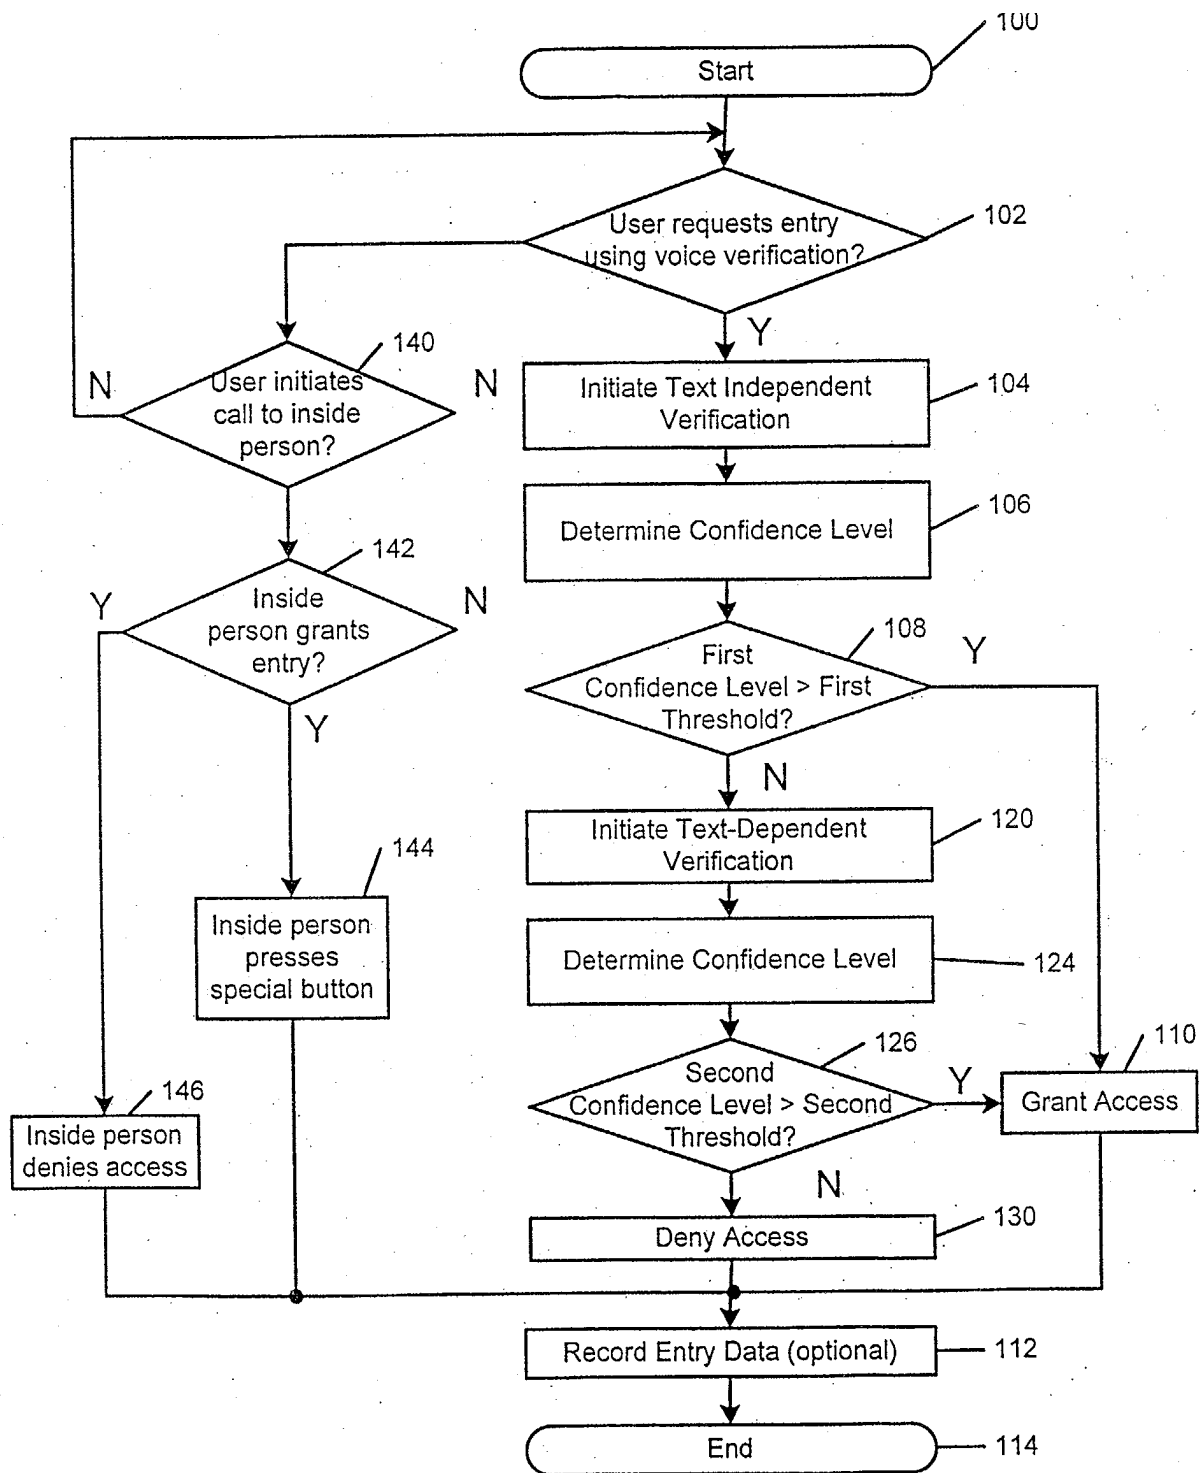 100
Start
102
User requests entry
using voice verification?
Y
140
N
N
User initiates
call to inside
person?
104
Initiate Text Independent
Verification
106
Determine Confidence Level
142
Y
N
Inside
person grants
entry?
Y
108
Y
First
Confidence Level > First
Threshold?
N
120
Initiate Text-Dependent
Verification
144
Inside person
presses
special button
Determine Confidence Level
124
126
Second
Confidence Level > Second
Threshold?
Y
110
Grant Access
146
Inside person
denies access
N
130
Deny Access
Record Entry Data (optional)
112
End
114